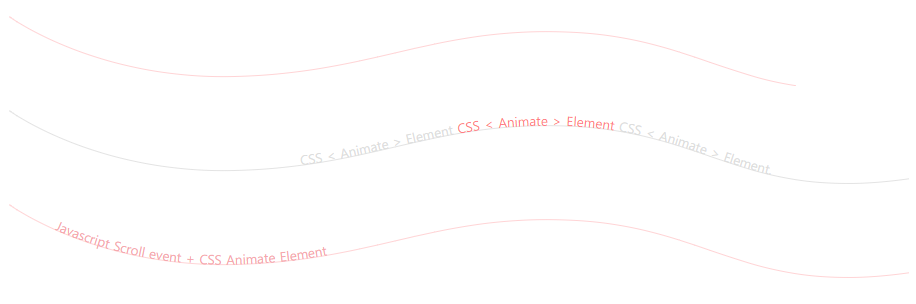 CSS < Animate > Element CSS < Animate > Element CSS < Animate > Element
Javascript Scroll event + CSS Animate Element